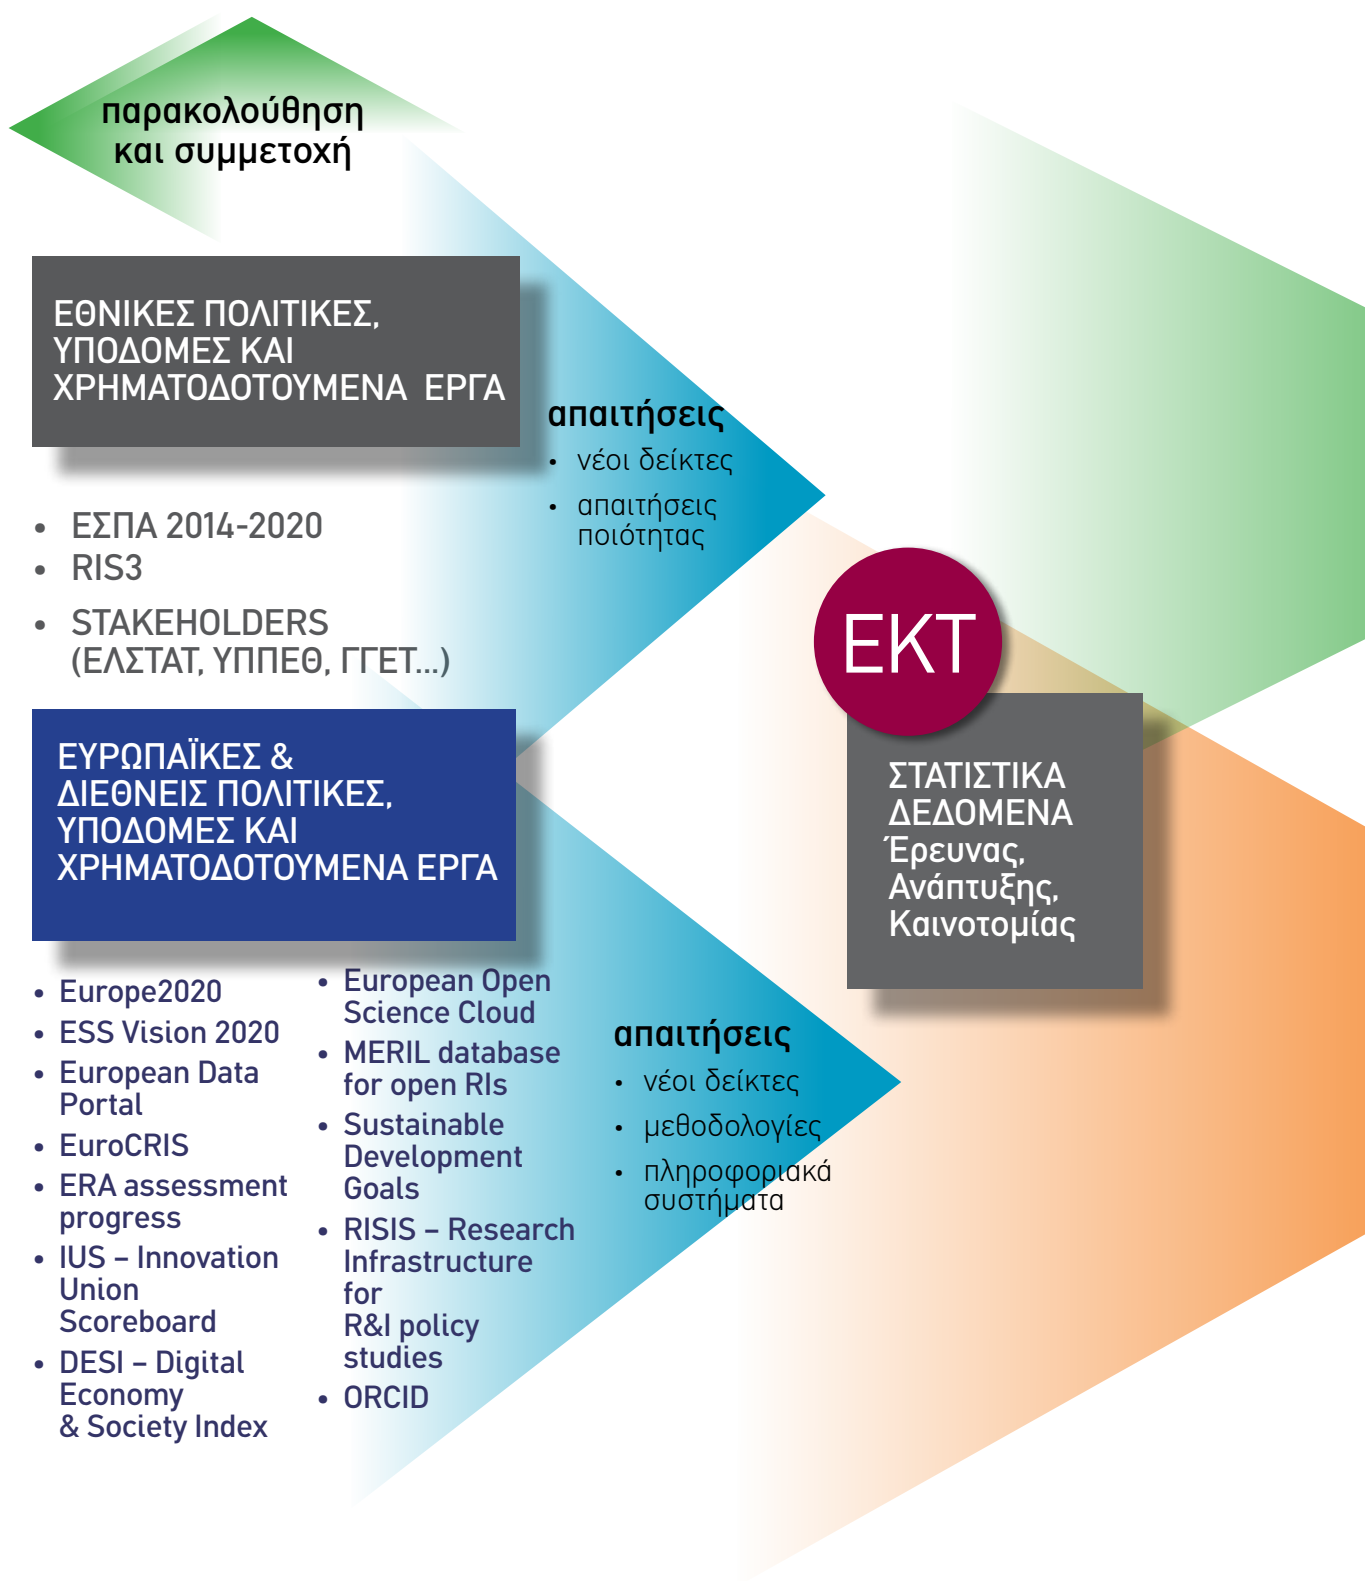 παρακολούθηση
και συμμετοχή
ΕΘΝΙΚΕΣ ΠΟΛΙΤΙΚΕΣ,
ΥΠΟΔΟΜΕΣ ΚΑΙ
ΧΡΗΜΑΤΟΔΟΤΟΥΜΕΝΑ ΕΡΓΑ
• ΕΣΠΑ 2014-2020
• RIS3
• STAKEHOLDERS
(ΕΛΣΤΑΤ, ΥΠΠΕΘ, ΓΓΕΤ...)
απαιτήσεις
• νέοι δείκτες
• απαιτήσεις
ποιότητας
ΕΥΡΩΠΑΪΚΕΣ &
ΔΙΕΘΝΕΙΣ ΠΟΛΙΤΙΚΕΣ,
ΥΠΟΔΟΜΕΣ ΚΑΙ
ΧΡΗΜΑΤΟΔΟΤΟΥΜΕΝΑ ΕΡΓΑ
• Europe2020
• ESS Vision 2020
• European Data
Portal
• EuroCRIS
• ERA assessment
progress
• IUS – Innovation
Union
Scoreboard
• DESI – Digital
Economy
& Society Index
• European Open
Science Cloud
• MERIL database
for open RIs
• Sustainable
Development
Goals
• RISIS – Research
Infrastructure
for
R&I policy
studies
• ORCID
απαιτήσεις
• νέοι δείκτες
• μεθοδολογίες
• πληροφοριακά
συστήματα
ΕΚΤ
ΣΤΑΤΙΣΤΙΚΑ
ΔΕΔΟΜΕΝΑ
Έρευνας,
Ανάπτυξης,
Καινοτομίας